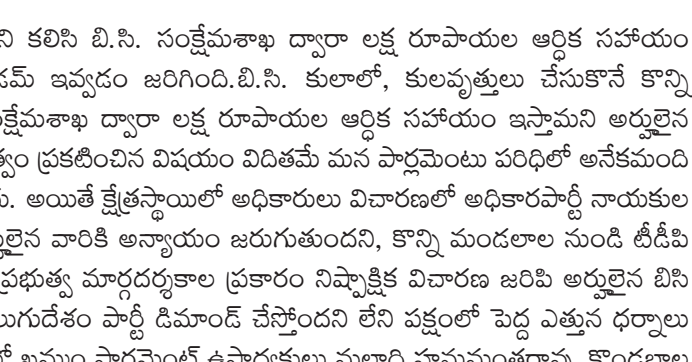 ని కలిసి బి.సి. సంక్షేమశాఖ ద్వారా లక్ష రూపాయల ఆర్ధిక సహాయం
డమ్ ఇవ్వడం జరిగింది.బి.సి. కులాలో, కులవృత్తులు చేసుకొనే కొన్ని
క్షేమశాఖ ద్వారా లక్ష రూపాయల ఆర్ధిక సహాయం ఇస్తామని అర్హులైన
త్వం ప్రకటించిన విషయం విదితమే మన పార్లమెంటు పరిధిలో అనేకమంది
రు. అయితే క్షేత్రస్థాయిలో అధికారులు విచారణలో అధికారపార్టీ నాయకుల
్హులైన వారికి అన్యాయం జరుగుతుందని, కొన్ని మండలాల నుండి టీడీపి
ప్రభుత్వ మార్గదర్శకాల ప్రకారం నిష్పాక్షిక విచారణ జరిపి అర్హులైన బిసి
లుగుదేశం పార్టీ డిమాండ్ చేస్తోందని లేని పక్షంలో పెద్ద ఎత్తున ధర్నాలు